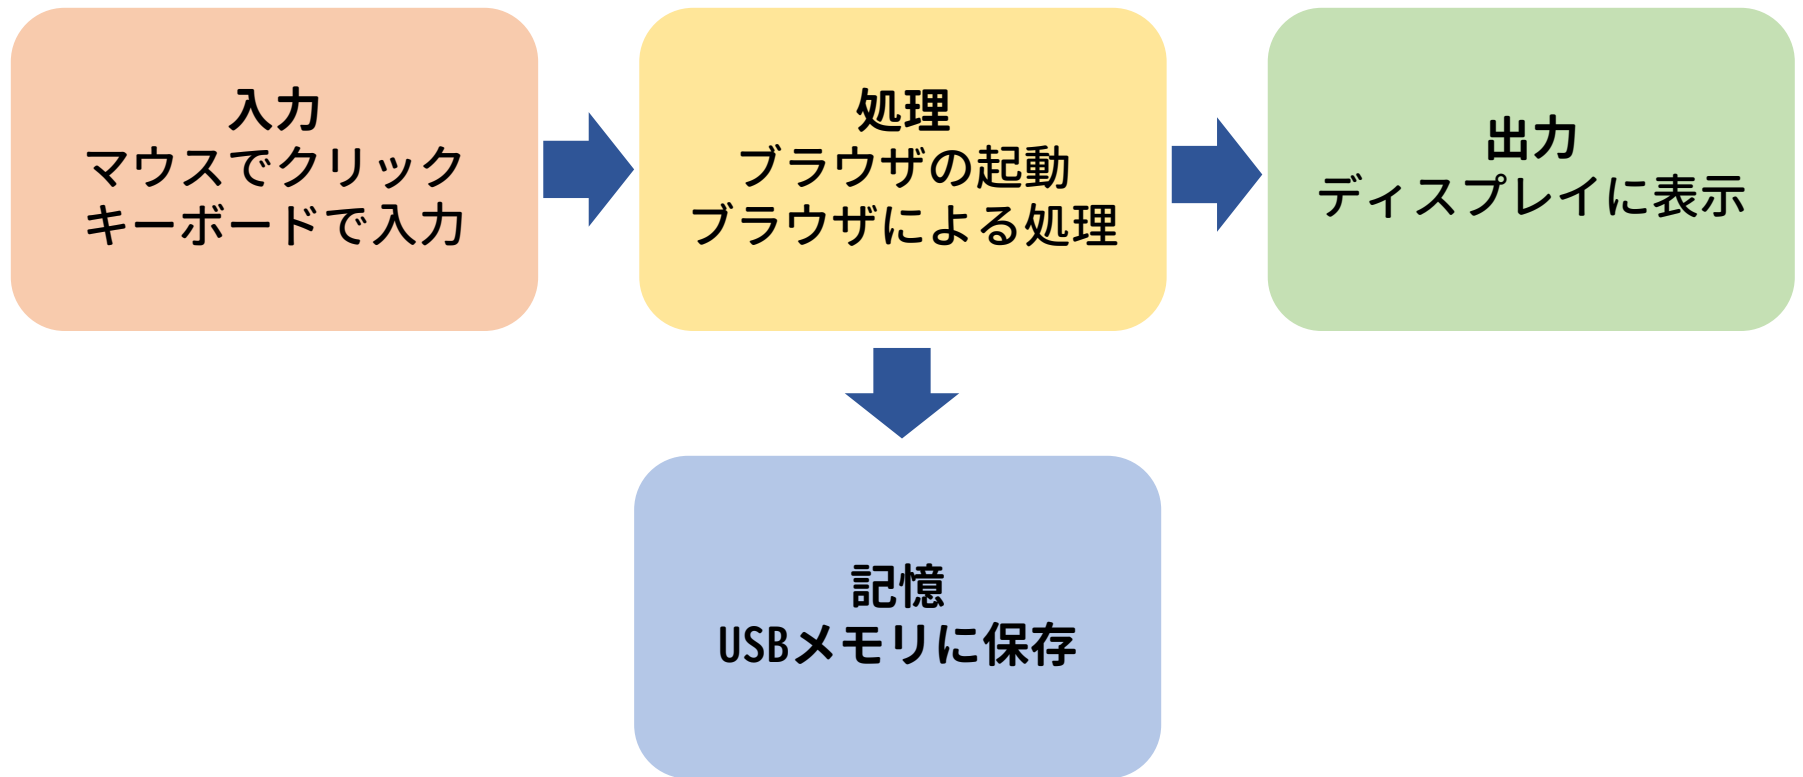 入力
マウスでクリック
キーボードで入力
処理
ブラウザの起動
ブラウザによる処理
出力
ディスプレイに表示
記憶
USBメモリに保存